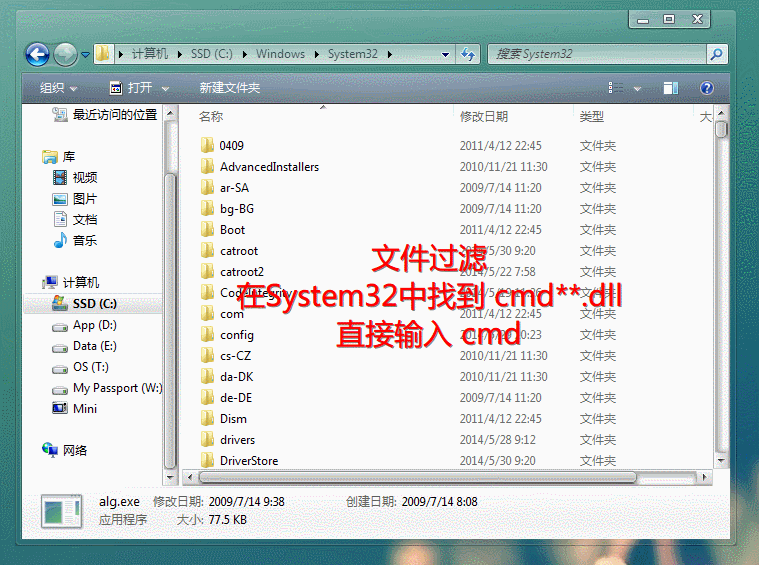 计算机 SSD (C:) Windows System32
搜索 System32
组织 打开 新建文件夹
名称 修改日期 类型 大
最近访问的位置
库
视频
图片
文档
音乐
计算机
SSD (C:)
App (D:)
Data (E:)
OS (T:)
My Passport (W:)
Mini
网络
0409 2011/4/12 22:45 文件夹
AdvancedInstallers 2010/11/21 11:30 文件夹
ar-SA 2009/7/14 11:20 文件夹
bg-BG 2009/7/14 11:20 文件夹
Boot 2011/4/12 22:45 文件夹
catroot 2014/5/30 9:20 文件夹
catroot2 2014/5/22 7:58 文件夹
CodeIntegrity 文件夹
com 2011/4/12 22:45 文件夹
config 文件夹
cs-CZ 2010/11/21 11:30 文件夹
da-DK 2010/11/21 11:30 文件夹
de-DE 2009/7/14 11:20 文件夹
Dism 2011/4/12 22:45 文件夹
drivers 2014/5/28 9:12 文件夹
DriverStore 2014/5/30 9:20 文件夹
文件过滤
在System32中找到 cmd**.dll
直接输入 cmd
alg.exe 修改日期: 2009/7/14 9:38 创建日期: 2009/7/14 8:08
应用程序 大小: 77.5 KB